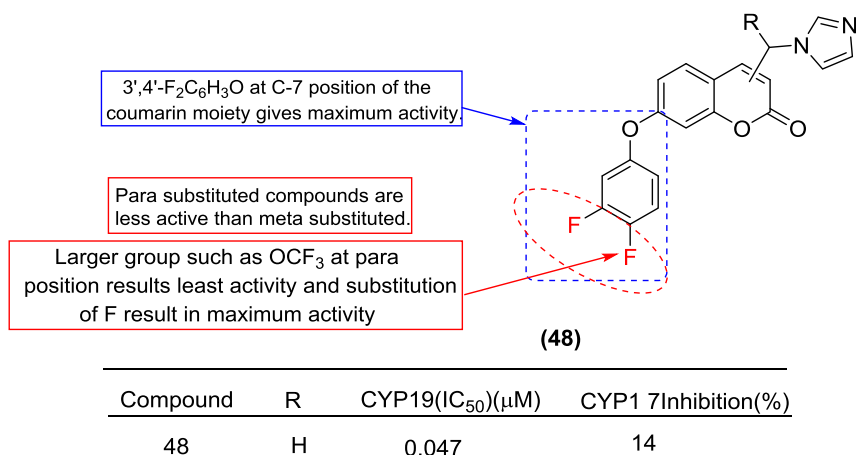 R
N
N
3',4'-F2C6H3O at C-7 position of the
coumarin moiety gives maximum activity.
O
O
O
Para substituted compounds are
less active than meta substituted.
F
F
Larger group such as OCF3 at para
position results least activity and substitution
of F result in maximum activity
(48)
Compound R CYP19(IC50)(μM) CYP1 7Inhibition(%)
48 H 0.047 14